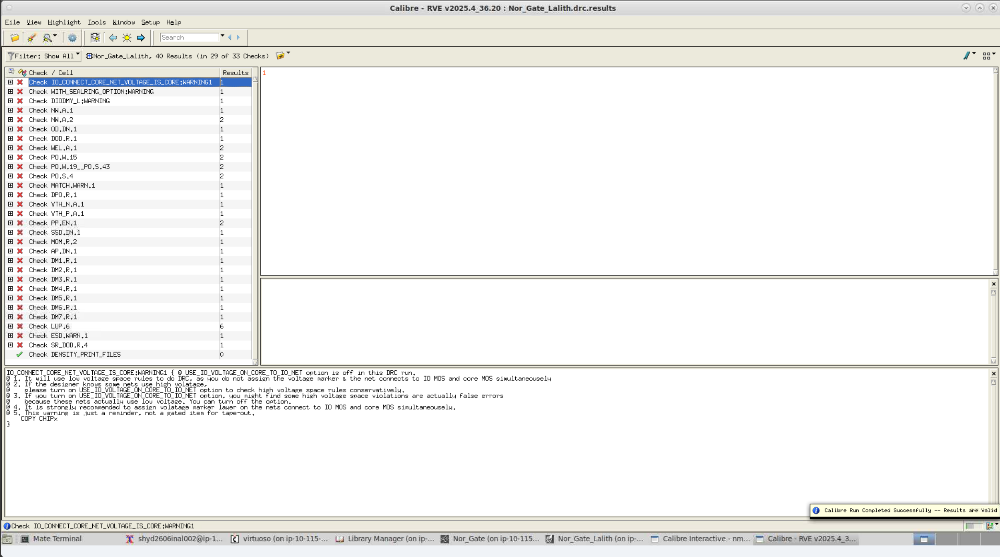 Calibre - RVE v2025.4_36.20 : Nor_Gate_Lalith.drc.results
File View Highlight Tools Window Setup Help
Search
Filter: Show All Nor_Gate_Lalith, 40 Results (in 29 of 33 Checks)
Check / Cell Results
Check IO_CONNECT_CORE_NET_VOLTAGE_IS_CORE:WARNING1 1
Check WITH_SEALRING_OPTION:WARNING 1
Check DIODMY_L:WARNING 1
Check NW.A.1 1
Check NW.A.2 2
Check OD.DN.1 1
Check DOD.R.1 1
Check WEL.A.1 2
Check PO.W.15 2
Check PO.W.19__PO.S.43 2
Check PO.S.4 2
Check MATCH.WARN.1 1
Check DPO.R.1 1
Check VTH_N.A.1 1
Check VTH_P.A.1 1
Check PP.EN.1 2
Check SSD.DN.1 1
Check MOM.R.2 1
Check AP.DN.1 1
Check DM1.R.1 1
Check DM2.R.1 1
Check DM3.R.1 1
Check DM4.R.1 1
Check DM5.R.1 1
Check DM6.R.1 1
Check DM7.R.1 1
Check LUP.6 6
Check ESD.WARN.1 1
Check SR_DOD.R.4 1
Check DENSITY_PRINT_FILES 0
1
IO_CONNECT_CORE_NET_VOLTAGE_IS_CORE:WARNING1 { @ USE_IO_VOLTAGE_ON_CORE_TO_IO_NET option is off in this DRC run.
@ 1. It will use low voltage space rules to do DRC, as you do not assign the voltage marker & the net connects to IO MOS and core MOS simultaneousely
@ 2. If the designer knows some nets use high volatage,
@ please turn on USE_IO_VOLTAGE_ON_CORE_TO_IO_NET option to check high voltage space rules conservatively.
@ 3. If you turn on USE_IO_VOLTAGE_ON_CORE_TO_IO_NET option, you might find some high voltage space violations are actually false errors
@ because these nets actually use low voltage. You can turn off the option.
@ 4. It is strongly recommended to assign volatage marker layer on the nets connect to IO MOS and core MOS simultaneousely.
@ 5. This warning is just a reminder, not a gated item for tape-out.
COPY CHIPx
}
Calibre Run Completed Successfully -- Results are Valid
Check IO_CONNECT_CORE_NET_VOLTAGE_IS_CORE:WARNING1
Mate Terminal shyd2606inal002@ip-1... virtuoso (on ip-10-115-... Library Manager (on ip-... Nor_Gate (on ip-10-115... Nor_Gate_Lalith (on ip-... Calibre Interactive - nm... Calibre - RVE v2025.4_3...